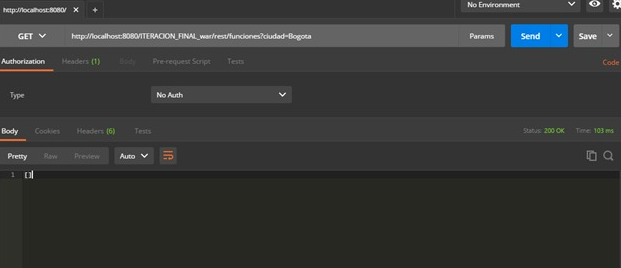 http://localhost:8080/ × +
No Environment
GET http://localhost:8080/ITERACION_FINAL_war/rest/funciones?ciudad=Bogota Params Send Save
Authorization Headers (1) Body Pre-request Script Tests Code
Type No Auth
Body Cookies Headers (6) Tests Status: 200 OK Time: 103 ms
Pretty Raw Preview Auto
1 []